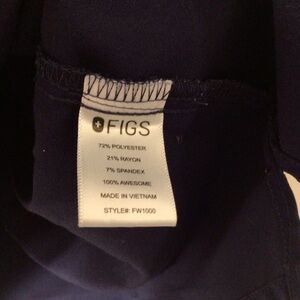 FIGS
72% POLYESTER
21% RAYON
7% SPANDEX
100% AWESOME
MADE IN VIETNAM
STYLE#: FW1000